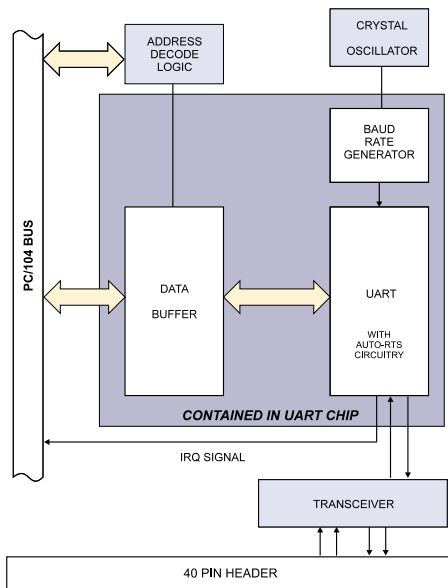 ADDRESS
DECODE
LOGIC
CRYSTAL
OSCILLATOR
BAUD
RATE
GENERATOR
PC/104 BUS
DATA
BUFFER
UART
WITH
AUTO-RTS
CIRCUITRY
CONTAINED IN UART CHIP
IRQ SIGNAL
TRANSCEIVER
40 PIN HEADER